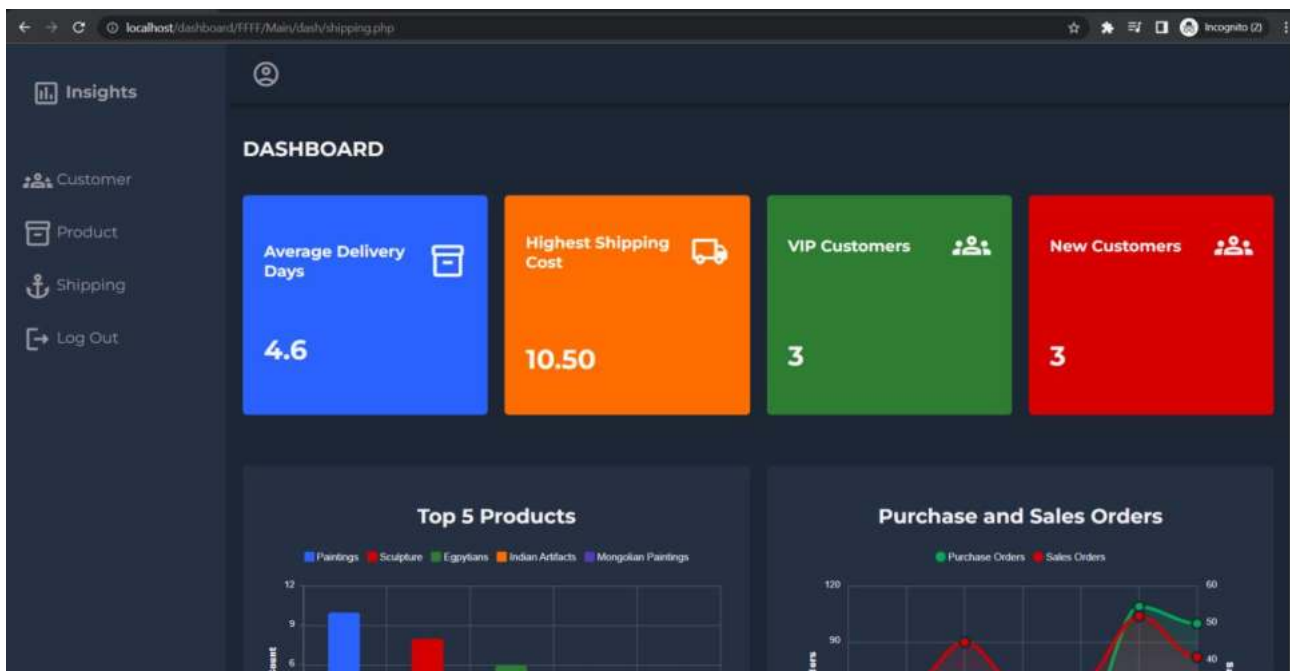 localhost/dashboard/FFFF/Main/dash/shipping.php
Incognito (2)
Insights
Customer
Product
Shipping
Log Out
DASHBOARD
Average Delivery
Days
4.6
Highest Shipping
Cost
10.50
VIP Customers
3
New Customers
3
Top 5 Products
Paintings Sculpture Egpytians Indian Artifacts Mongolian Paintings
12
9
6
Purchase and Sales Orders
Purchase Orders Sales Orders
120
90
60
50
40